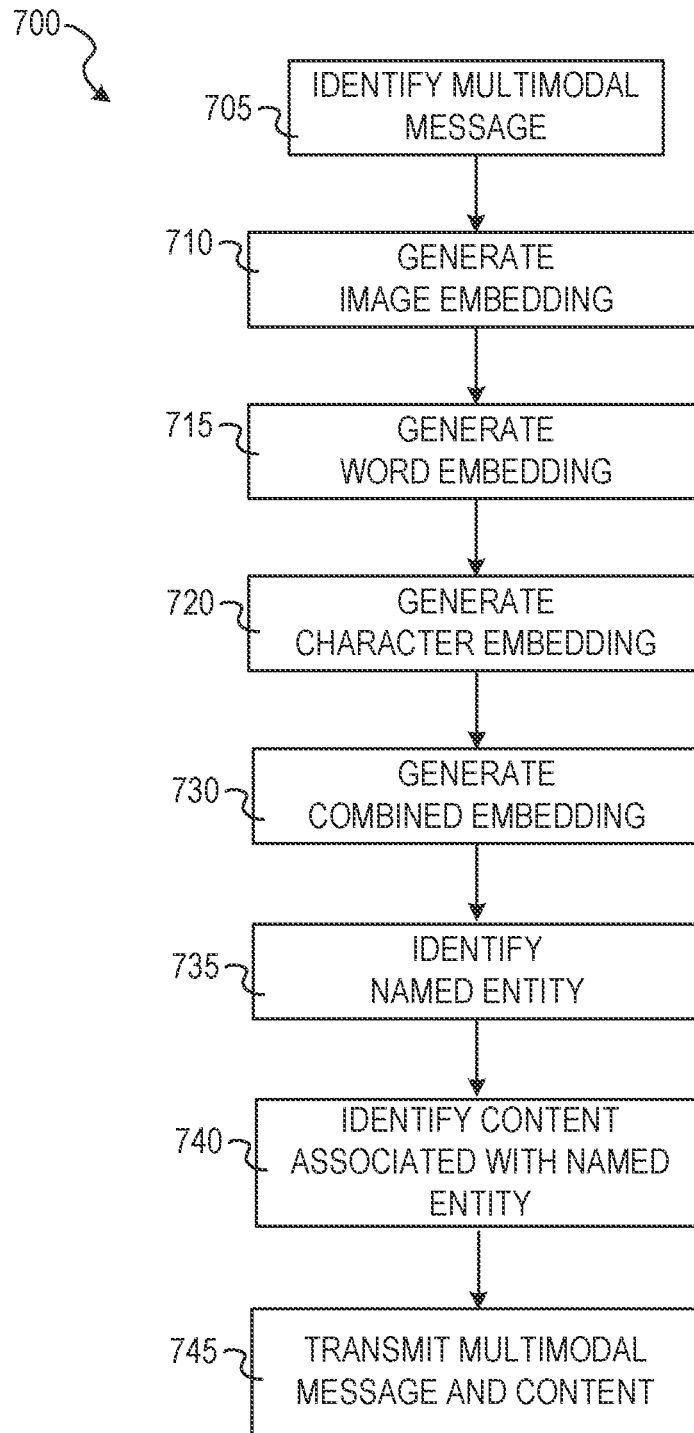 700
IDENTIFY MULTIMODAL
MESSAGE
705
710
GENERATE
IMAGE EMBEDDING
715
GENERATE
WORD EMBEDDING
720
GENERATE
CHARACTER EMBEDDING
730
GENERATE
COMBINED EMBEDDING
735
IDENTIFY
NAMED ENTITY
740
IDENTIFY CONTENT
ASSOCIATED WITH NAMED
ENTITY
745
TRANSMIT MULTIMODAL
MESSAGE AND CONTENT